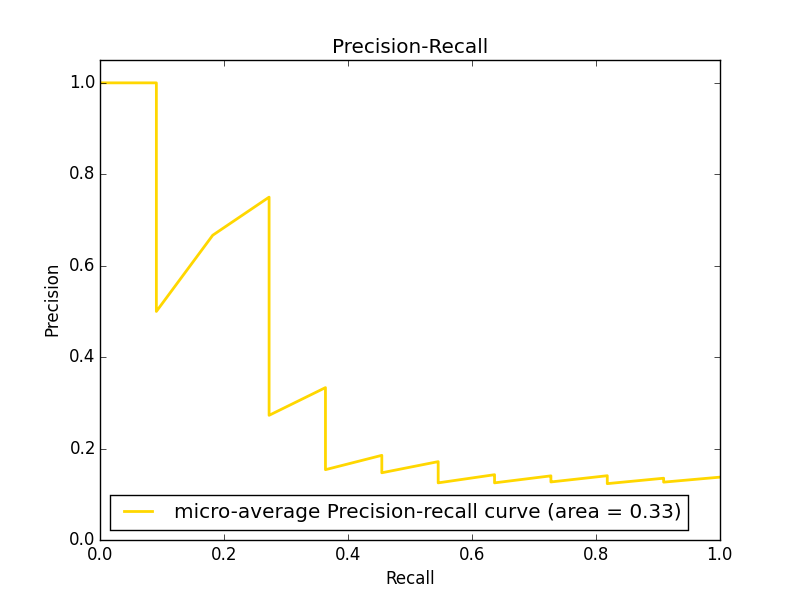 Precision-Recall
1.0
0.8
0.6
0.4
0.2
0.0
Precision
micro-average Precision-recall curve (area = 0.33)
0.0 0.2 0.4 0.6 0.8 1.0
Recall